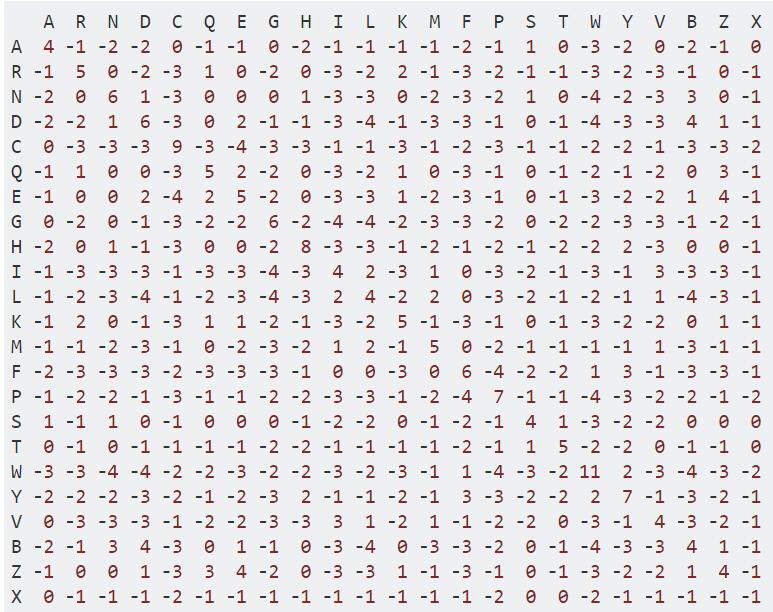 A R N D C Q E G H I L K M F P S T W Y V B Z X
A 4 -1 -2 -2 0 -1 -1 0 -2 -1 -1 -1 -1 -2 -1 1 0 -3 -2 0 -2 -1 0
R -1 5 0 -2 -3 1 0 -2 0 -3 -2 2 -1 -3 -2 -1 -1 -3 -2 -3 -1 0 -1
N -2 0 6 1 -3 0 0 0 1 -3 -3 0 -2 -3 -2 1 0 -4 -2 -3 3 0 -1
D -2 -2 1 6 -3 0 2 -1 -1 -3 -4 -1 -3 -3 -1 0 -1 -4 -3 -3 4 1 -1
C 0 -3 -3 -3 9 -3 -4 -3 -3 -1 -1 -3 -1 -2 -3 -1 -1 -2 -2 -1 -3 -3 -2
Q -1 1 0 0 -3 5 2 -2 0 -3 -2 1 0 -3 -1 0 -1 -2 -1 -2 0 3 -1
E -1 0 0 2 -4 2 5 -2 0 -3 -3 1 -2 -3 -1 0 -1 -3 -2 -2 1 4 -1
G 0 -2 0 -1 -3 -2 -2 6 -2 -4 -4 -2 -3 -3 -2 0 -2 -2 -3 -3 -1 -2 -1
H -2 0 1 -1 -3 0 0 -2 8 -3 -3 -1 -2 -1 -2 -1 -2 -2 2 -3 0 0 -1
I -1 -3 -3 -3 -1 -3 -3 -4 -3 4 2 -3 1 0 -3 -2 -1 -3 -1 3 -3 -3 -1
L -1 -2 -3 -4 -1 -2 -3 -4 -3 2 4 -2 2 0 -3 -2 -1 -2 -1 1 -4 -3 -1
K -1 2 0 -1 -3 1 1 -2 -1 -3 -2 5 -1 -3 -1 0 -1 -3 -2 -2 0 1 -1
M -1 -1 -2 -3 -1 0 -2 -3 -2 1 2 -1 5 0 -2 -1 -1 -1 -1 1 -3 -1 -1
F -2 -3 -3 -3 -2 -3 -3 -3 -1 0 0 -3 0 6 -4 -2 -2 1 3 -1 -3 -3 -1
P -1 -2 -2 -1 -3 -1 -1 -2 -2 -3 -3 -1 -2 -4 7 -1 -1 -4 -3 -2 -2 -1 -2
S 1 -1 1 0 -1 0 0 0 -1 -2 -2 0 -1 -2 -1 4 1 -3 -2 -2 0 0 0
T 0 -1 0 -1 -1 -1 -1 -2 -2 -1 -1 -1 -1 -2 -1 1 5 -2 -2 0 -1 -1 0
W -3 -3 -4 -4 -2 -2 -3 -2 -2 -3 -2 -3 -1 1 -4 -3 -2 11 2 -3 -4 -3 -2
Y -2 -2 -2 -3 -2 -1 -2 -3 2 -1 -1 -2 -1 3 -3 -2 -2 2 7 -1 -3 -2 -1
V 0 -3 -3 -3 -1 -2 -2 -3 -3 3 1 -2 1 -1 -2 -2 0 -3 -1 4 -3 -2 -1
B -2 -1 3 4 -3 0 1 -1 0 -3 -4 0 -3 -3 -2 0 -1 -4 -3 -3 4 1 -1
Z -1 0 0 1 -3 3 4 -2 0 -3 -3 1 -1 -3 -1 0 -1 -3 -2 -2 1 4 -1
X 0 -1 -1 -1 -2 -1 -1 -1 -1 -1 -1 -1 -1 -1 -2 0 0 -2 -1 -1 -1 -1 -1